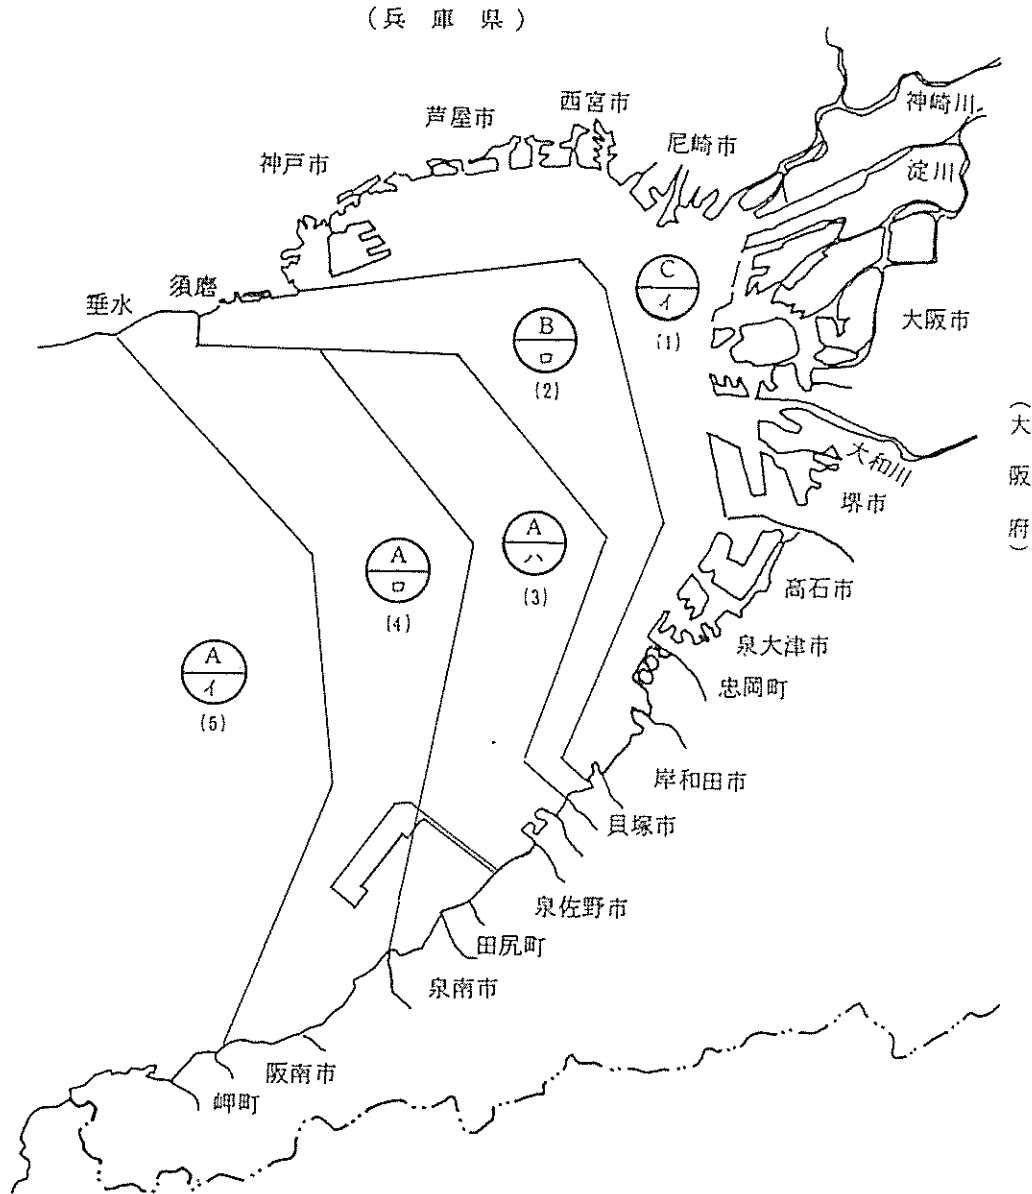 (兵庫県)
神崎川
西宮市
芦屋市
尼崎市
神戸市
淀川
須磨
垂水
C
イ
(1)
大阪市
B
ロ
(2)
(大阪府)
大和川
堺市
A
ハ
(3)
A
ロ
(4)
高石市
泉大津市
忠岡町
A
イ
(5)
岸和田市
貝塚市
泉佐野市
田尻町
泉南市
阪南市
岬町